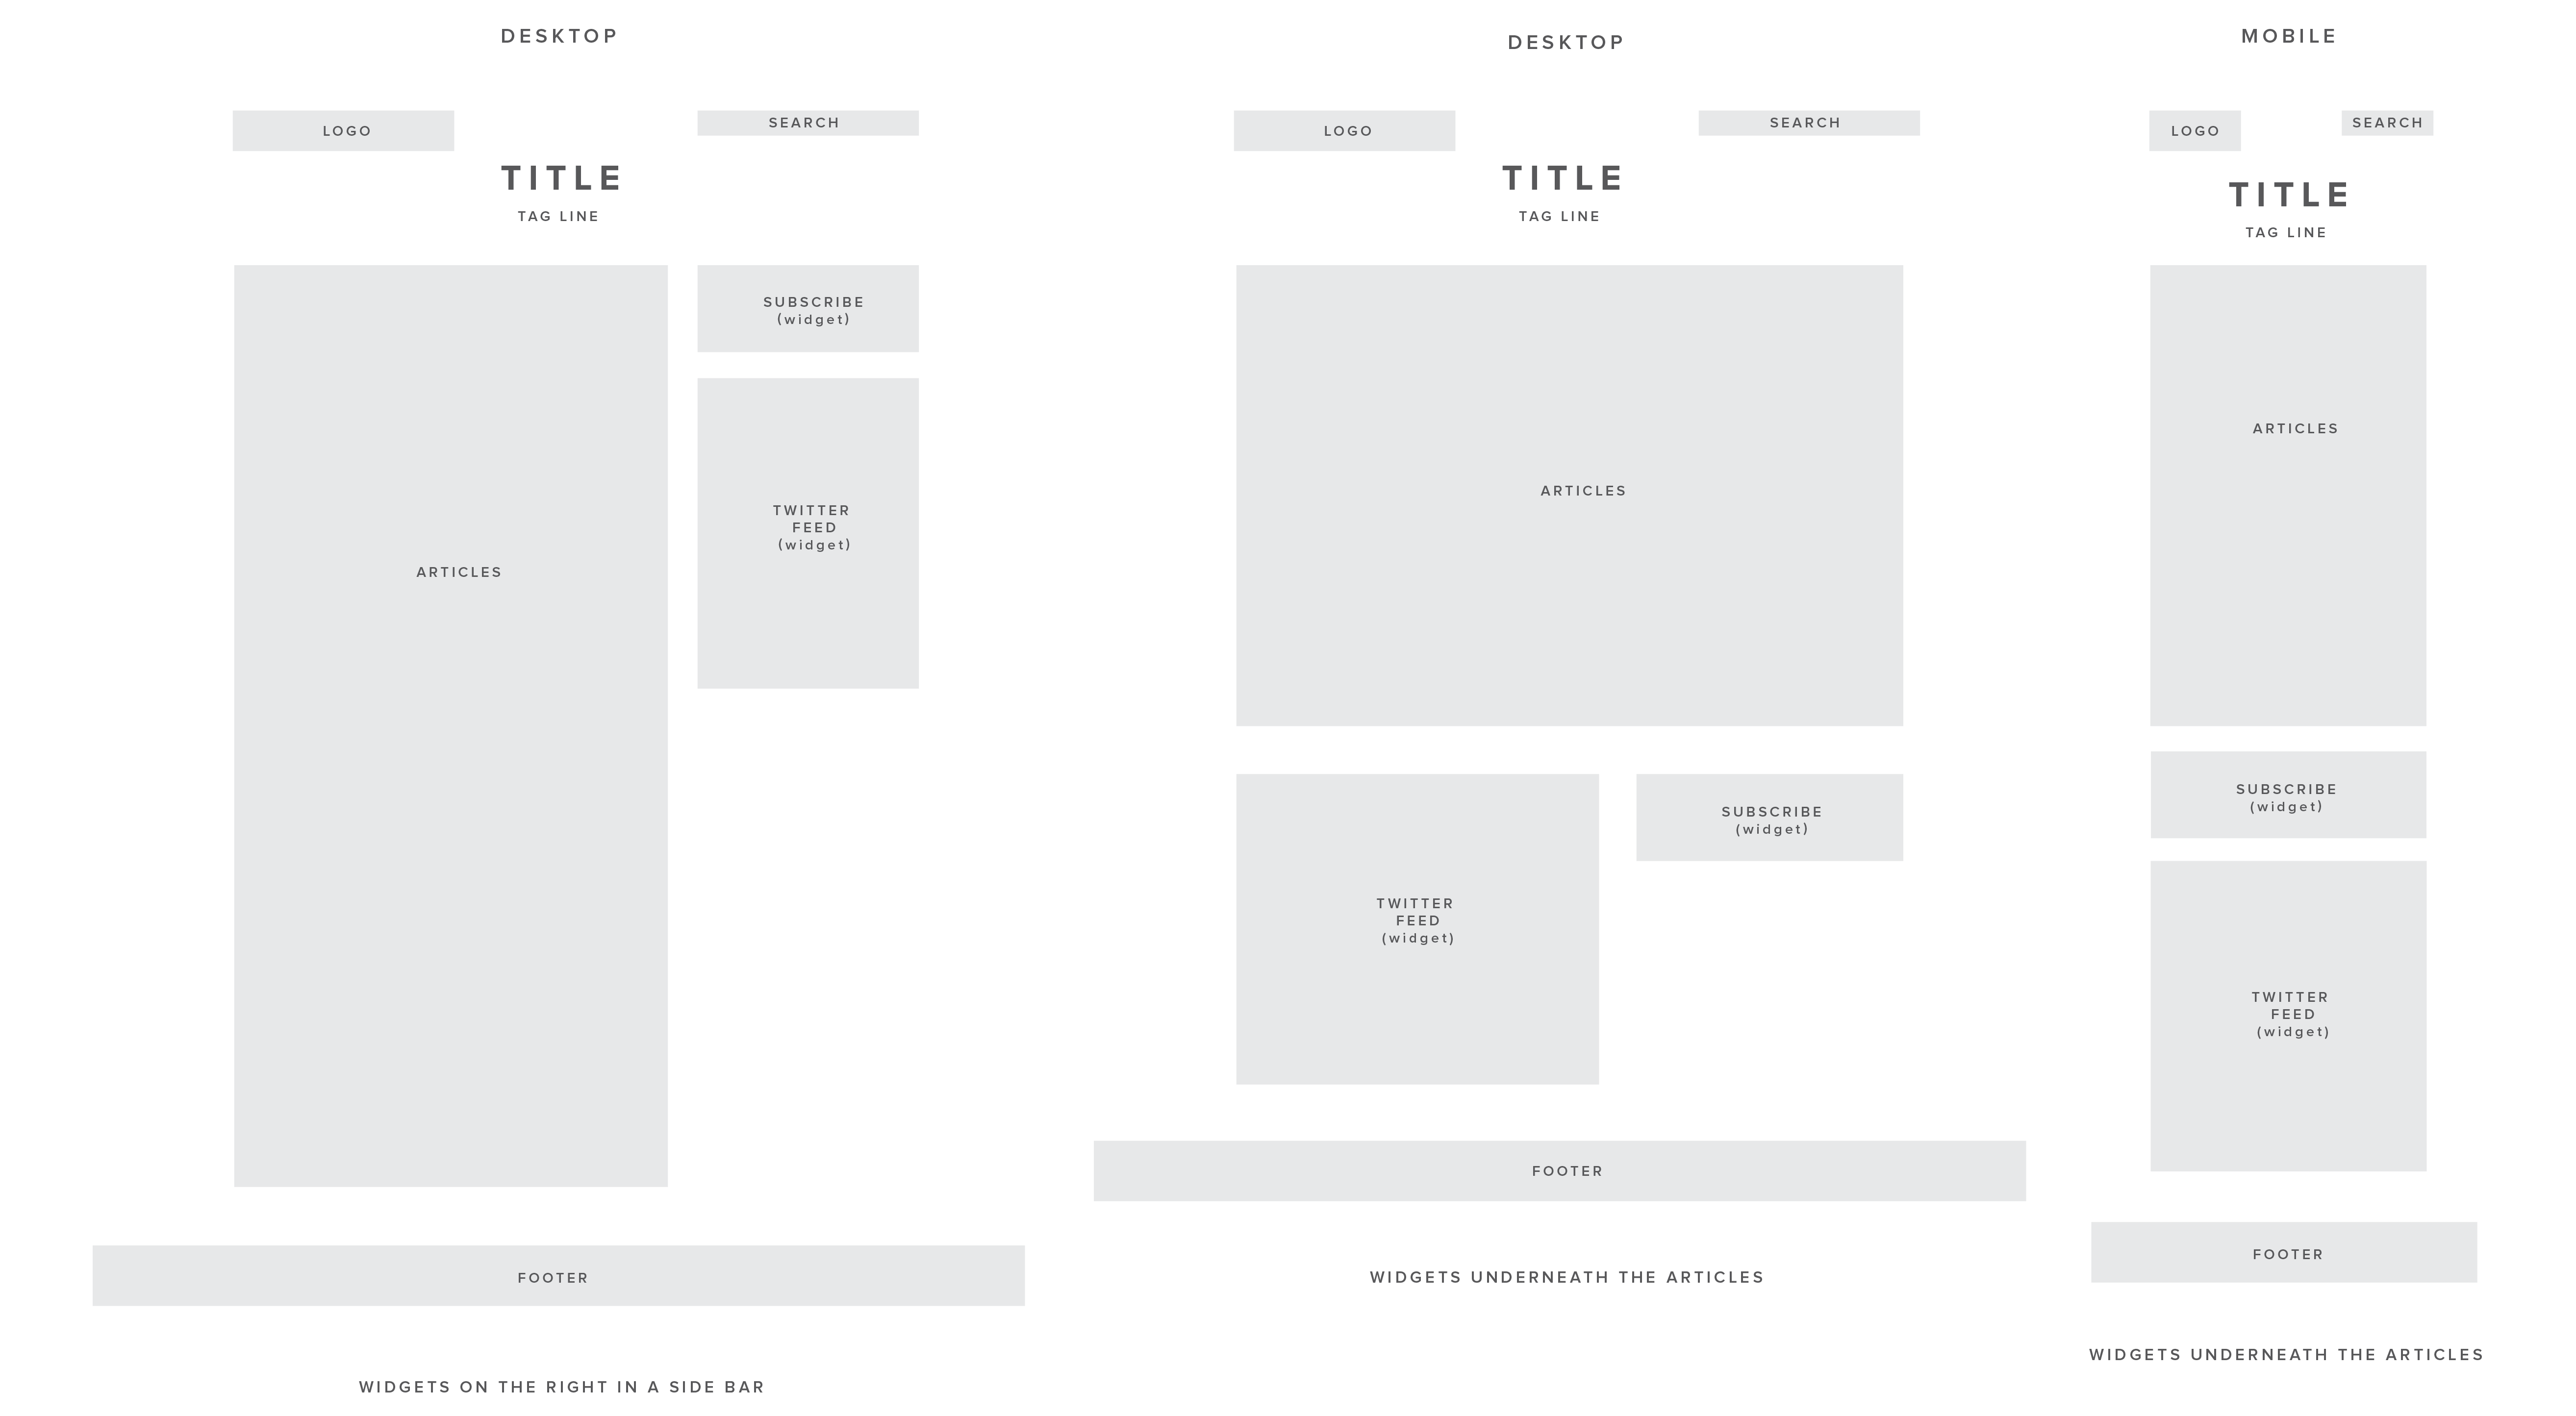 DESKTOP
LOGO
SEARCH
TITLE
TAG LINE
SUBSCRIBE
(widget)
TWITTER
FEED
(widget)
ARTICLES
FOOTER
WIDGETS ON THE RIGHT IN A SIDE BAR
DESKTOP
LOGO
SEARCH
TITLE
TAG LINE
ARTICLES
TWITTER
FEED
(widget)
SUBSCRIBE
(widget)
FOOTER
WIDGETS UNDERNEATH THE ARTICLES
MOBILE
LOGO
SEARCH
TITLE
TAG LINE
ARTICLES
SUBSCRIBE
(widget)
TWITTER
FEED
(widget)
FOOTER
WIDGETS UNDERNEATH THE ARTICLES